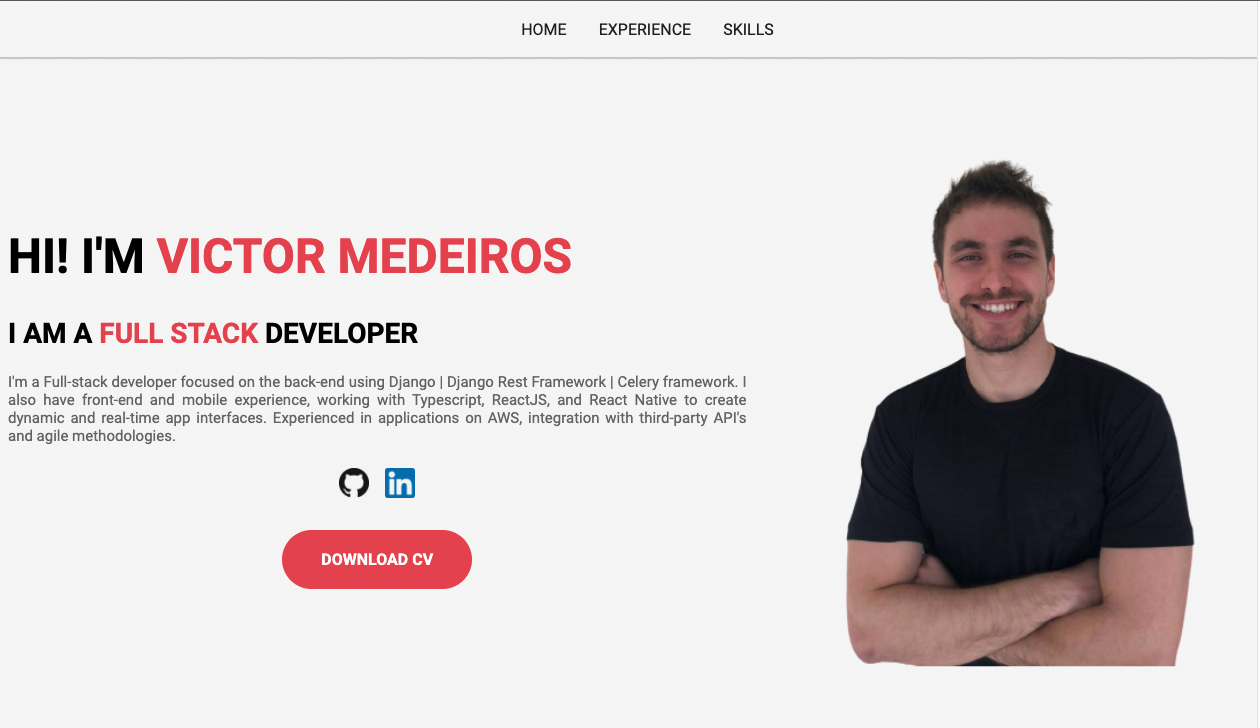 HOME EXPERIENCE SKILLS
HI! I'M VICTOR MEDEIROS
I AM A FULL STACK DEVELOPER
I'm a Full-stack developer focused on the back-end using Django | Django Rest Framework | Celery framework. I
also have front-end and mobile experience, working with Typescript, ReactJS, and React Native to create
dynamic and real-time app interfaces. Experienced in applications on AWS, integration with third-party API's
and agile methodologies.
in
DOWNLOAD CV